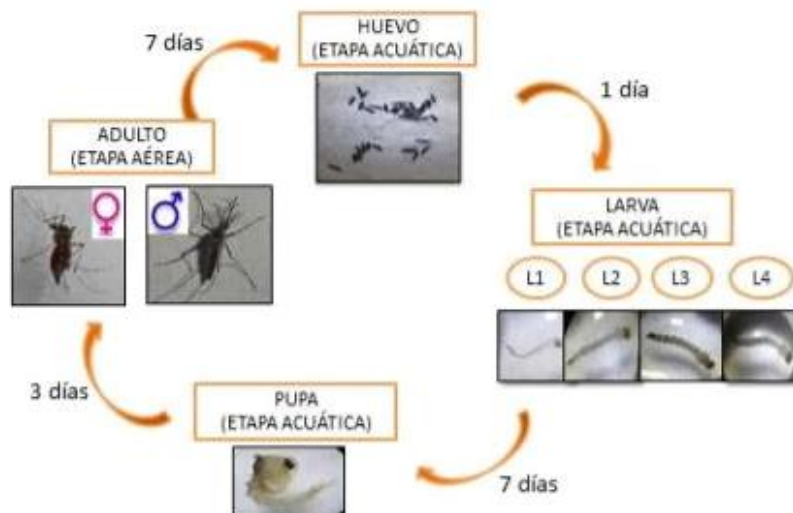 7 días
HUEVO
(ETAPA ACUÁTICA)
1 día
ADULTO
(ETAPA AÉREA)
LARVA
(ETAPA ACUÁTICA)
L1
L2
L3
L4
3 días
PUPA
(ETAPA ACUÁTICA)
7 días